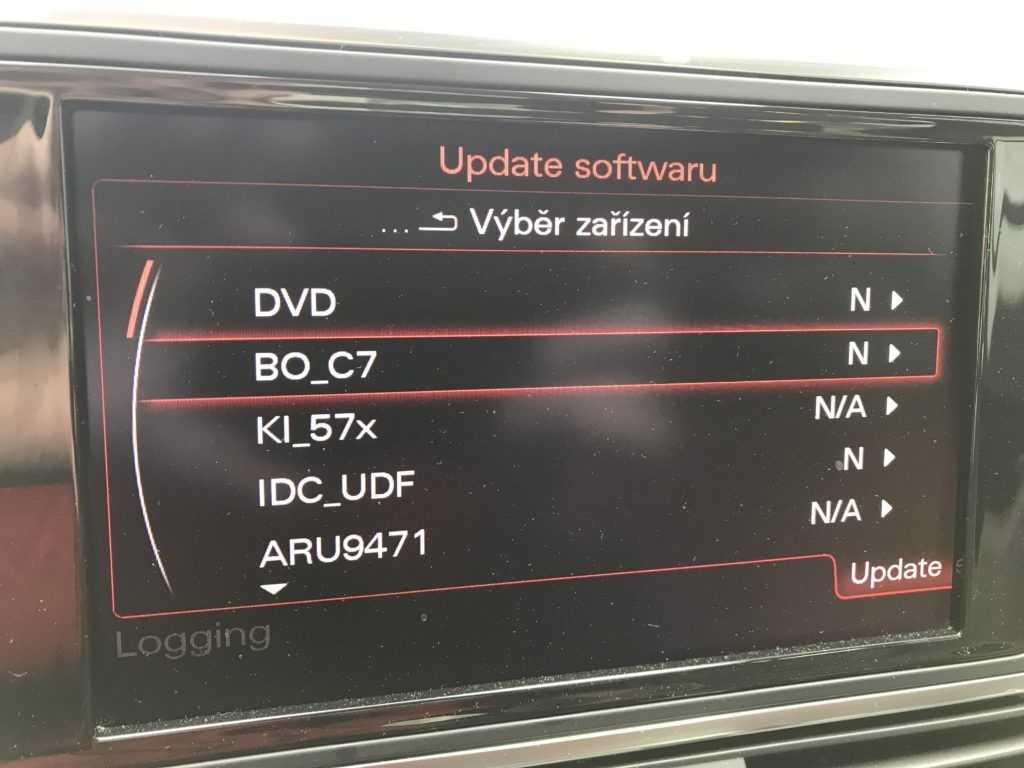 Update softwaru
... Výběr zařízení
DVD N
BO_C7 N
KI_57x N/A
IDC_UDF N
ARU9471 N/A
Update
Logging